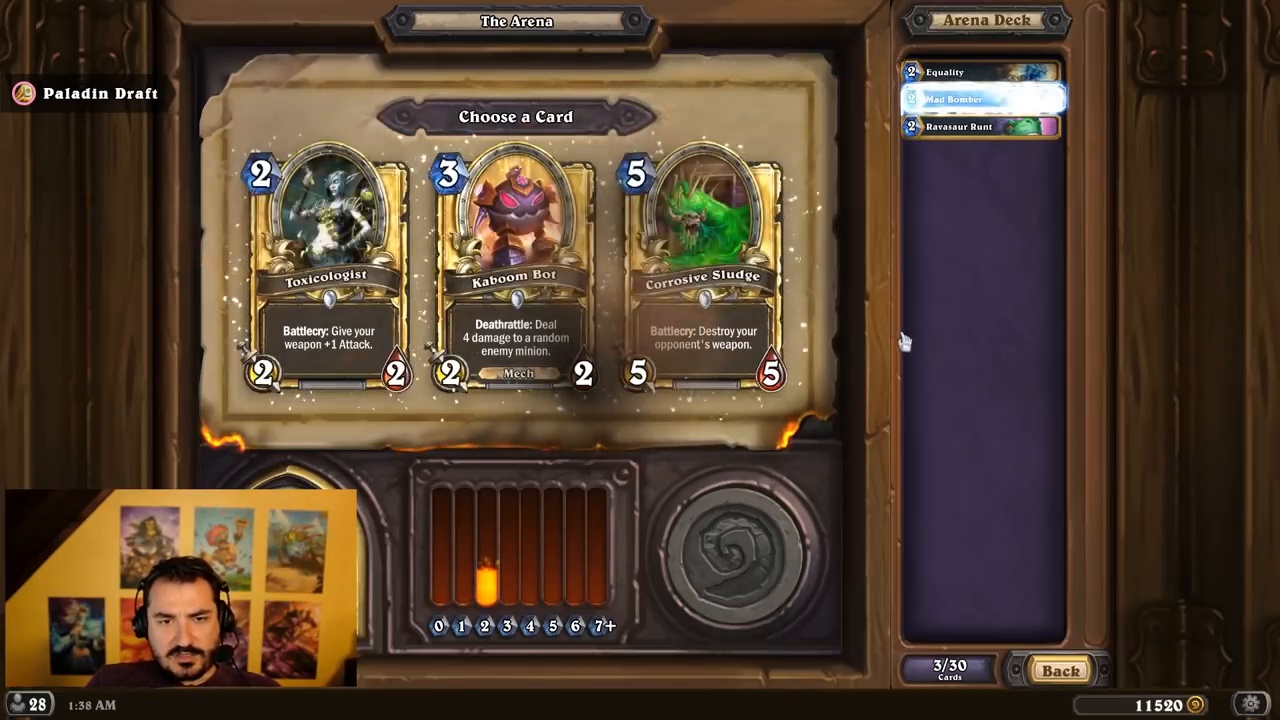 The Arena
Arena Deck
Paladin Draft
Choose a Card
2 Equality
2 Mad Bomber
2 Ravasaur Runt
2
3
5
Toxicologist
Kaboom Bot
Corrosive Sludge
Battlecry: Give your
weapon +1 Attack.
Deathrattle: Deal
4 damage to a random
enemy minion.
Mech
Battlecry: Destroy your
opponent's weapon.
2 2
2 2
5 5
0 1 2 3 4 5 6 7+
3/30
Cards
Back
28
1:38 AM
11520